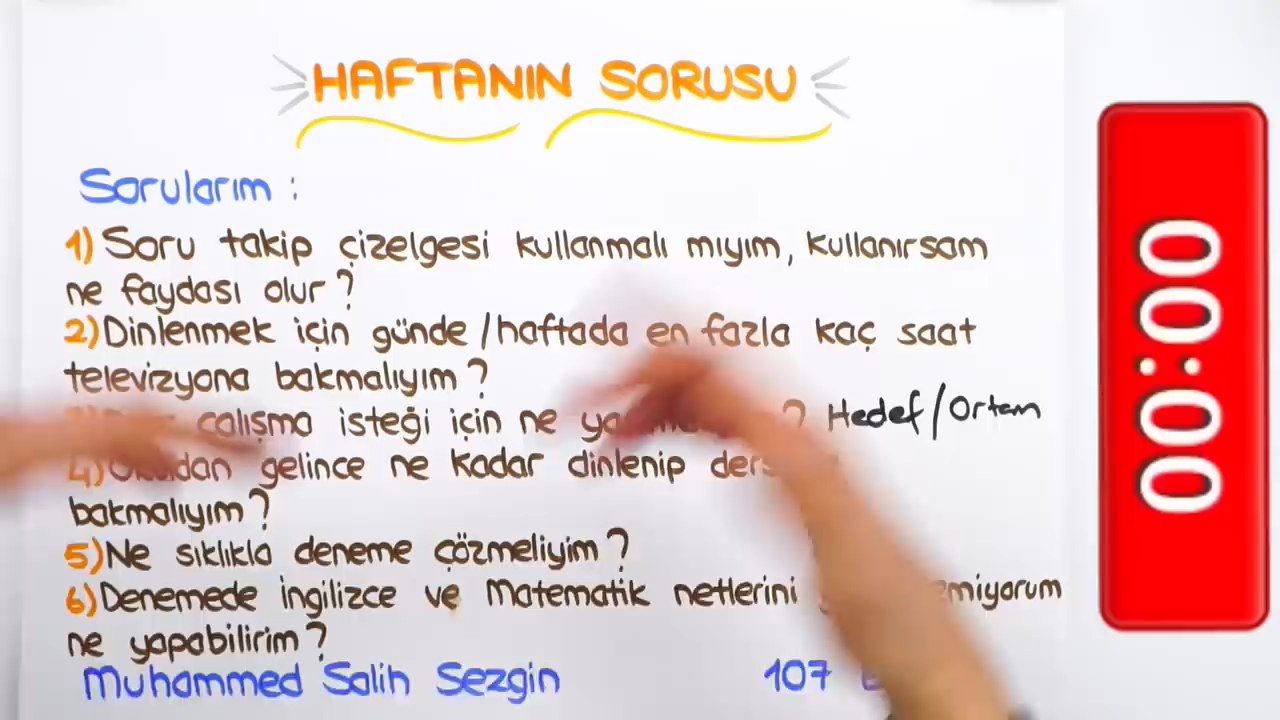 HAFTANIN SORUSU
Sorularım :
1) Soru takip çizelgesi kullanmalı mıyım, kullanırsam
ne faydası olur ?
2) Dinlenmek için günde /haftada en fazla kaç saat
televizyona bakmalıyım ?
çalışma isteği için ne ? Hedef/Ortam
4) gelince ne kadar dinlenip
bakmalıyım ?
5) Ne sıklıkla deneme çözmeliyim ?
6) Denemede İngilizce ve Matematik netlerini
ne yapabilirim ?
Muhammed Salih Sezgin 107
00:00